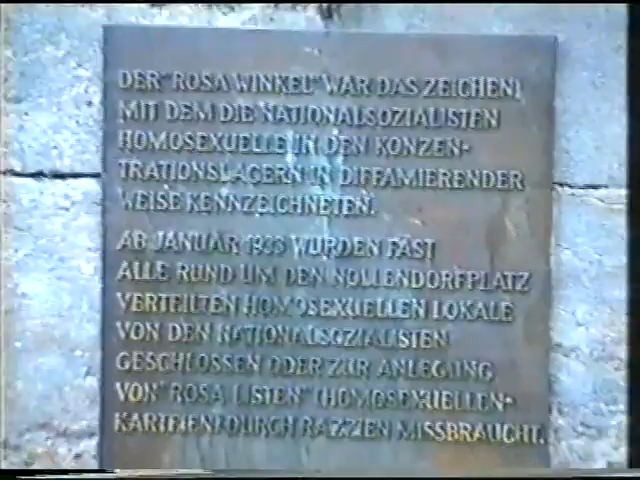 DER "ROSA WINKEL" WAR DAS ZEICHEN,
MIT DEM DIE NATIONALSOZIALISTEN
HOMOSEXUELLE IN DEN KONZEN-
TRATIONSLAGERN IN DIFFAMIERENDER
WEISE KENNZEICHNETEN.
AB JANUAR 1933 WURDEN FAST
ALLE RUND UM DEN NOLLENDORFPLATZ
VERTEILTEN HOMOSEXUELLEN LOKALE
VON DEN NATIONALSOZIALISTEN
GESCHLOSSEN ODER ZUR ANLEGUNG
VON "ROSA LISTEN" (HOMOSEXUELLEN-
KARTEIEN) DURCH RAZZIEN MISSBRAUCHT.